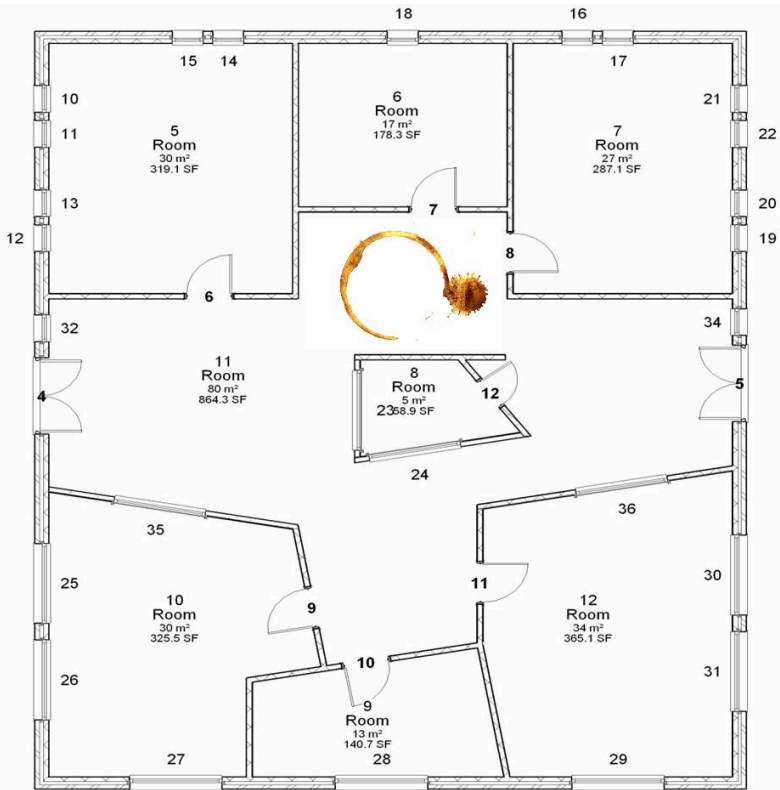 18
16
15
14
17
10
11
13
12
5
Room
30 m²
319.1 SF
6
Room
17 m²
178.3 SF
7
Room
27 m²
287.1 SF
21
22
20
19
7
8
6
32
34
4
5
11
Room
80 m²
864.3 SF
8
Room
5 m²
58.9 SF
23
12
24
35
36
25
26
10
Room
30 m²
325.5 SF
9
11
12
Room
34 m²
365.1 SF
30
31
10
9
Room
13 m²
140.7 SF
27
28
29